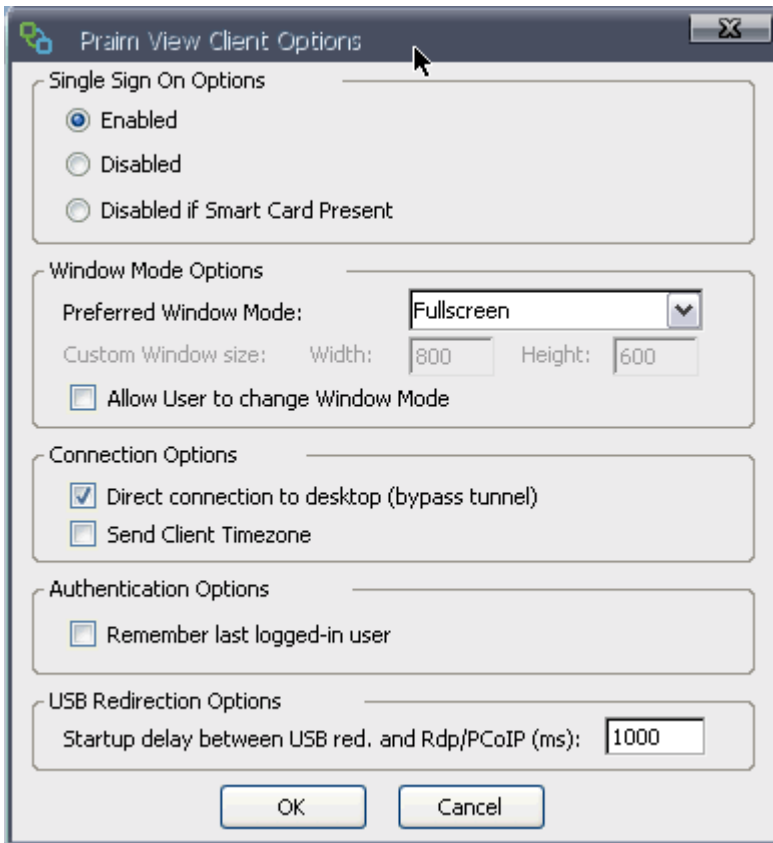 Praim View Client Options
Single Sign On Options
Enabled
Disabled
Disabled if Smart Card Present
Window Mode Options
Preferred Window Mode: Fullscreen
Custom Window size: Width: 800 Height: 600
Allow User to change Window Mode
Connection Options
Direct connection to desktop (bypass tunnel)
Send Client Timezone
Authentication Options
Remember last logged-in user
USB Redirection Options
Startup delay between USB red. and Rdp/PCoIP (ms): 1000
OK Cancel